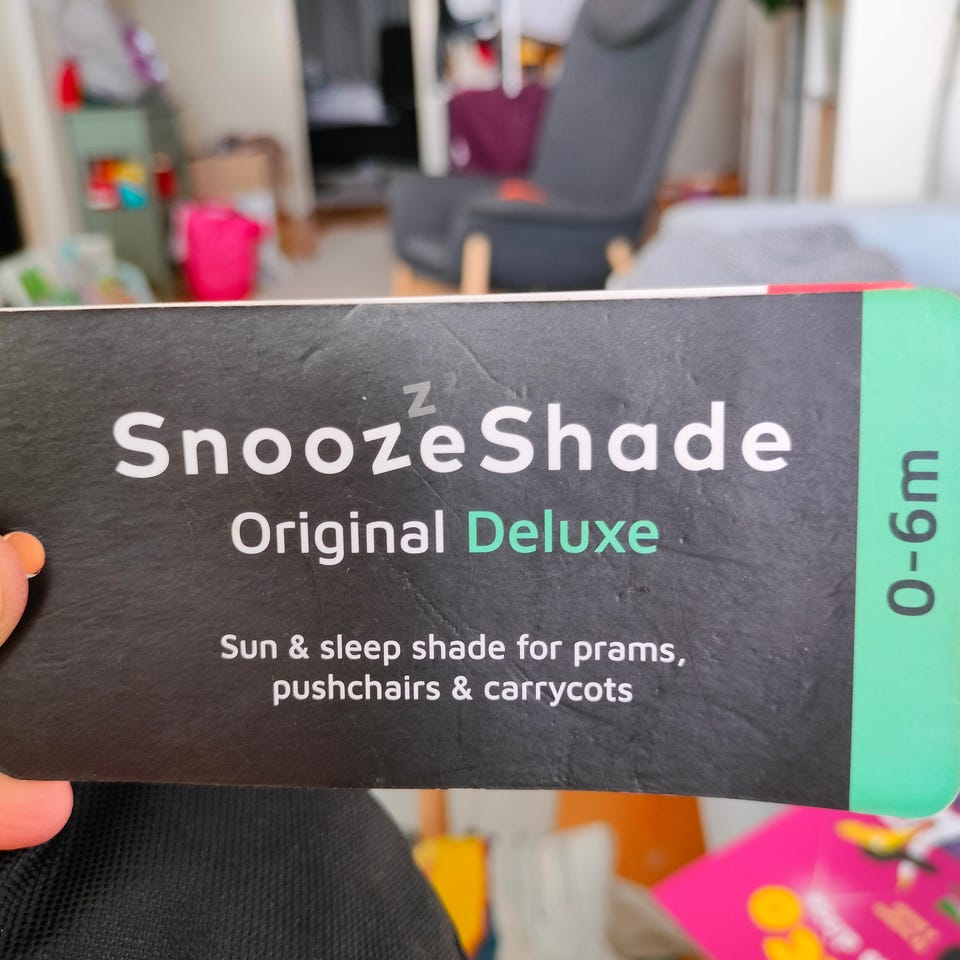 z
SnoozeShade
Original Deluxe
Sun & sleep shade for prams,
pushchairs & carrycots
0-6m